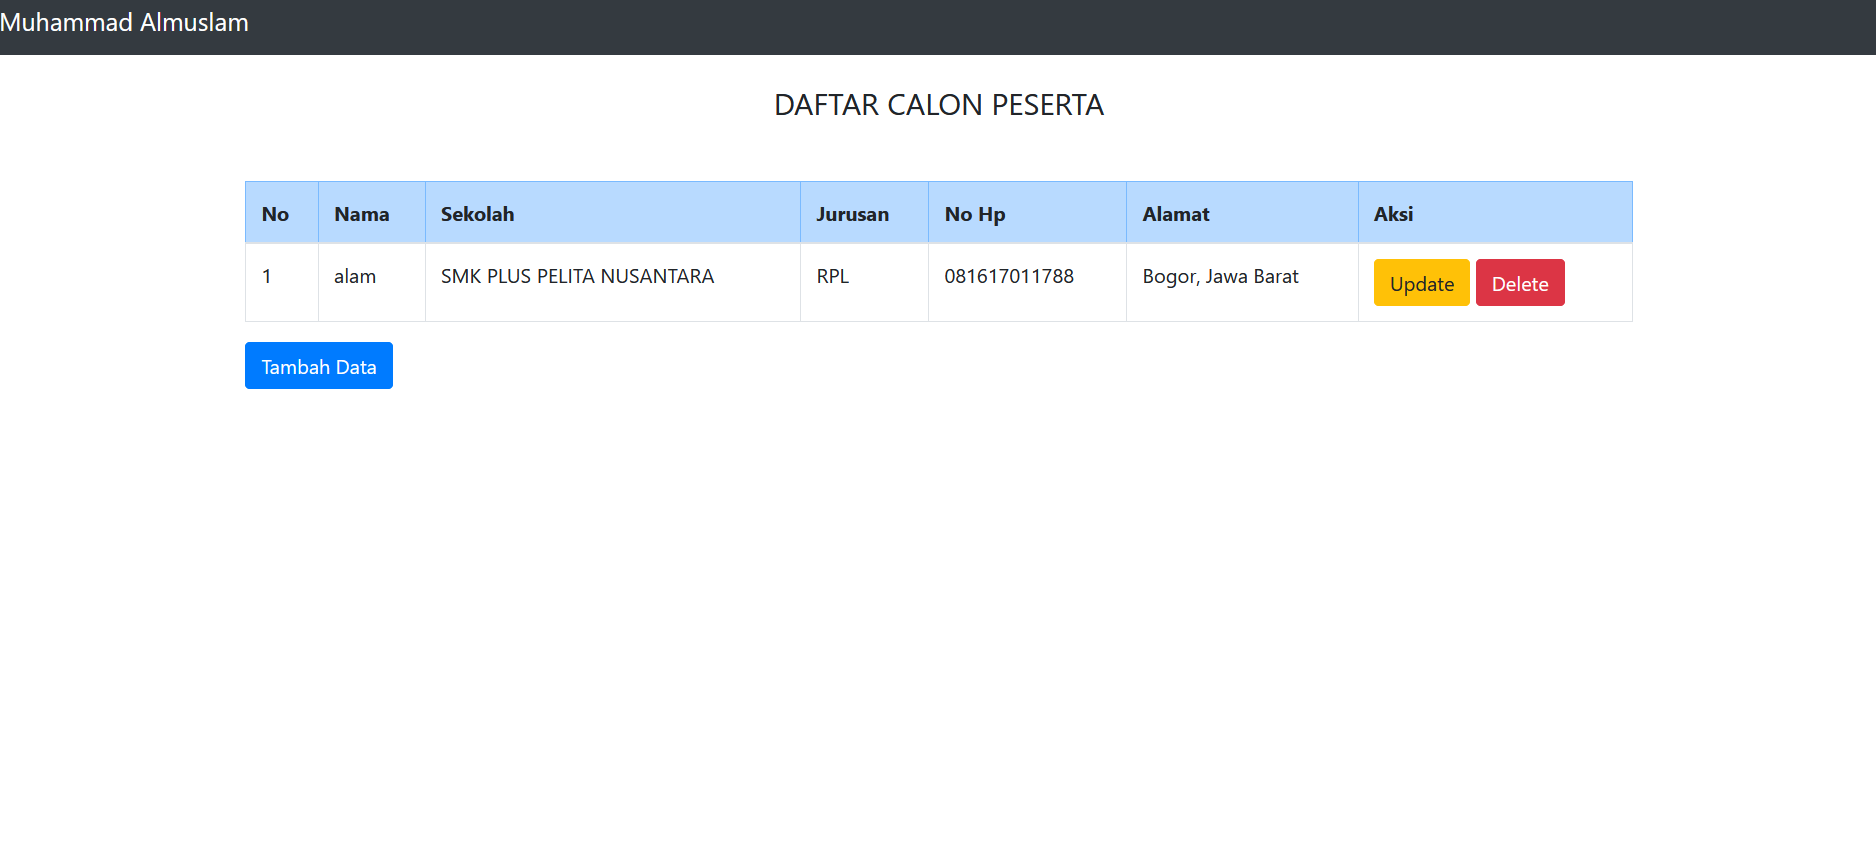 Muhammad Almuslam
DAFTAR CALON PESERTA
No Nama Sekolah Jurusan No Hp Alamat Aksi
1 alam SMK PLUS PELITA NUSANTARA RPL 081617011788 Bogor, Jawa Barat Update Delete
Tambah Data